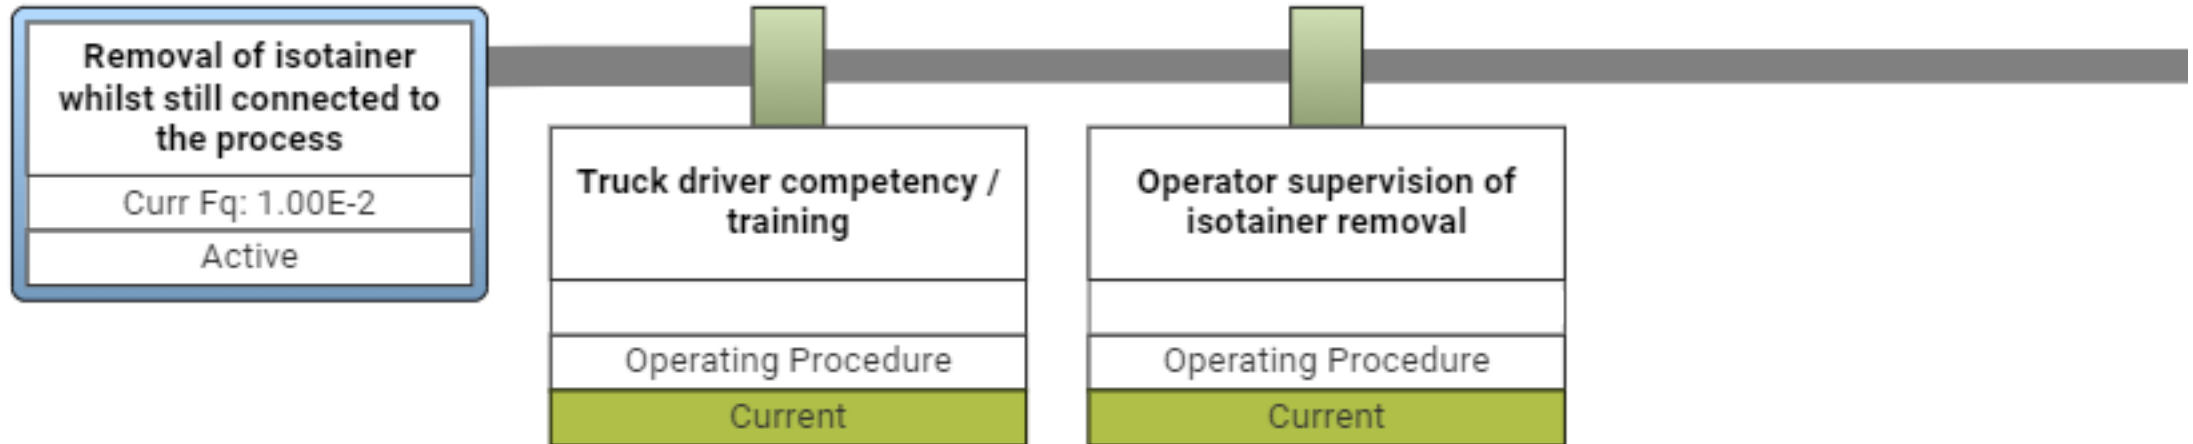 Removal of isotainer
whilst still connected to
the process
Curr Fq: 1.00E-2
Active
Truck driver competency /
training
Operating Procedure
Current
Operator supervision of
isotainer removal
Operating Procedure
Current